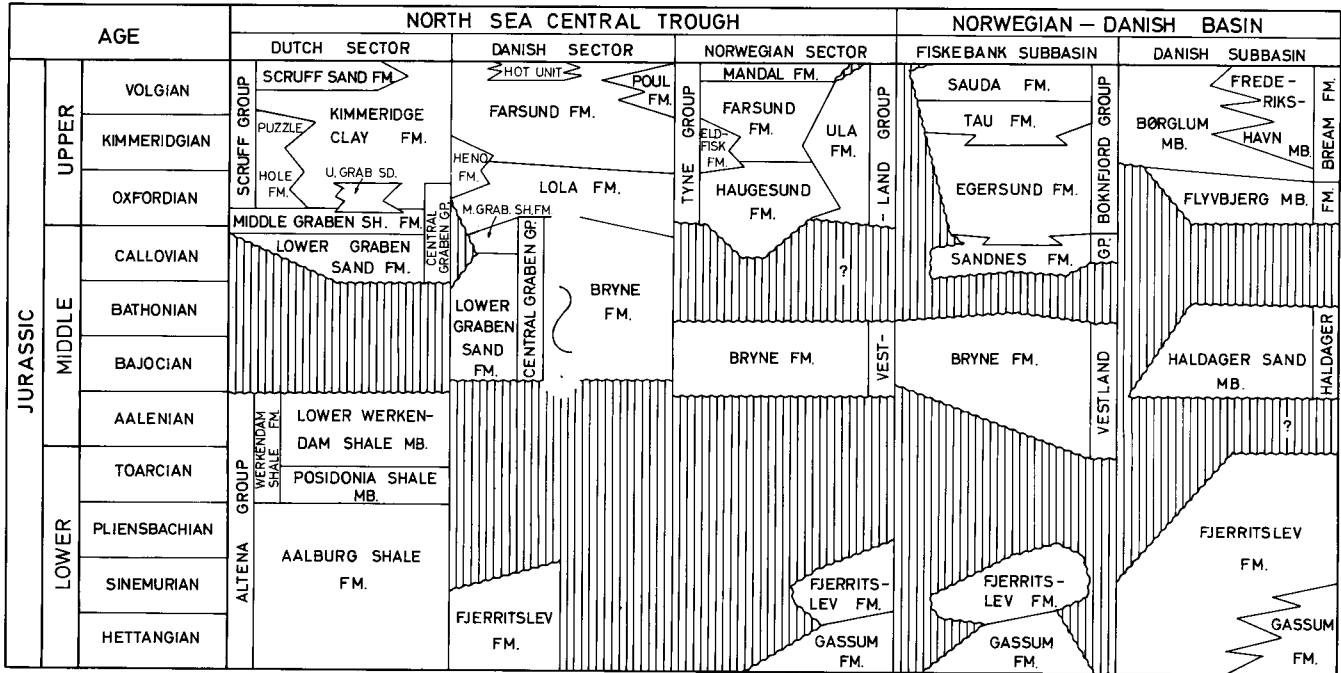 AGE
NORTH SEA CENTRAL TROUGH
NORWEGIAN — DANISH BASIN
DUTCH SECTOR
DANISH SECTOR
NORWEGIAN SECTOR
FISKEBANK SUBBASIN
DANISH SUBBASIN
JURASSIC
UPPER
MIDDLE
LOWER
VOLGIAN
KIMMERIDGIAN
OXFORDIAN
CALLOVIAN
BATHONIAN
BAJOCIAN
AALENIAN
TOARCIAN
PLIENSBACHIAN
SINEMURIAN
HETTANGIAN
SCRUFF GROUP
SCRUFF SAND FM.
KIMMERIDGE
CLAY FM.
PUZZLE
HOLE
FM.
U. GRAB SD.
MIDDLE GRABEN SH. FM.
LOWER GRABEN
SAND FM.
CENTRAL
GRABEN GP.
ALTENA GROUP
WERKENDAM
SHALE FM.
LOWER WERKEN-
DAM SHALE MB.
POSIDONIA SHALE
MB.
AALBURG SHALE
FM.
HOT UNIT
POUL
FM.
FARSUND FM.
HENO
FM.
LOLA FM.
M. GRAB. SH. FM.
LOWER
GRABEN
SAND
FM.
CENTRAL GRABEN GP.
BRYNE
FM.
FJERRITSLEV
FM.
TYNE GROUP
MANDAL FM.
FARSUND
FM.
ELD-
FISK
FM.
HAUGESUND
FM.
ULA
FM.
- LAND GROUP
?
BRYNE FM.
VEST-
FJERRITS-
LEV FM.
GASSUM
FM.
SAUDA FM.
TAU FM.
EGERSUND FM.
BOKNFJORD GROUP
SANDNES FM.
GP.
BRYNE FM.
VESTLAND
FJERRITS-
LEV FM.
GASSUM
FM.
BØRGLUM
MB.
FREDE-
RIKS-
HAVN
MB.
BREAM FM.
FLYVBJERG MB.
FM.
HALDAGER SAND
MB.
HALDAGER
?
FJERRITSLEV
FM.
GASSUM
FM.